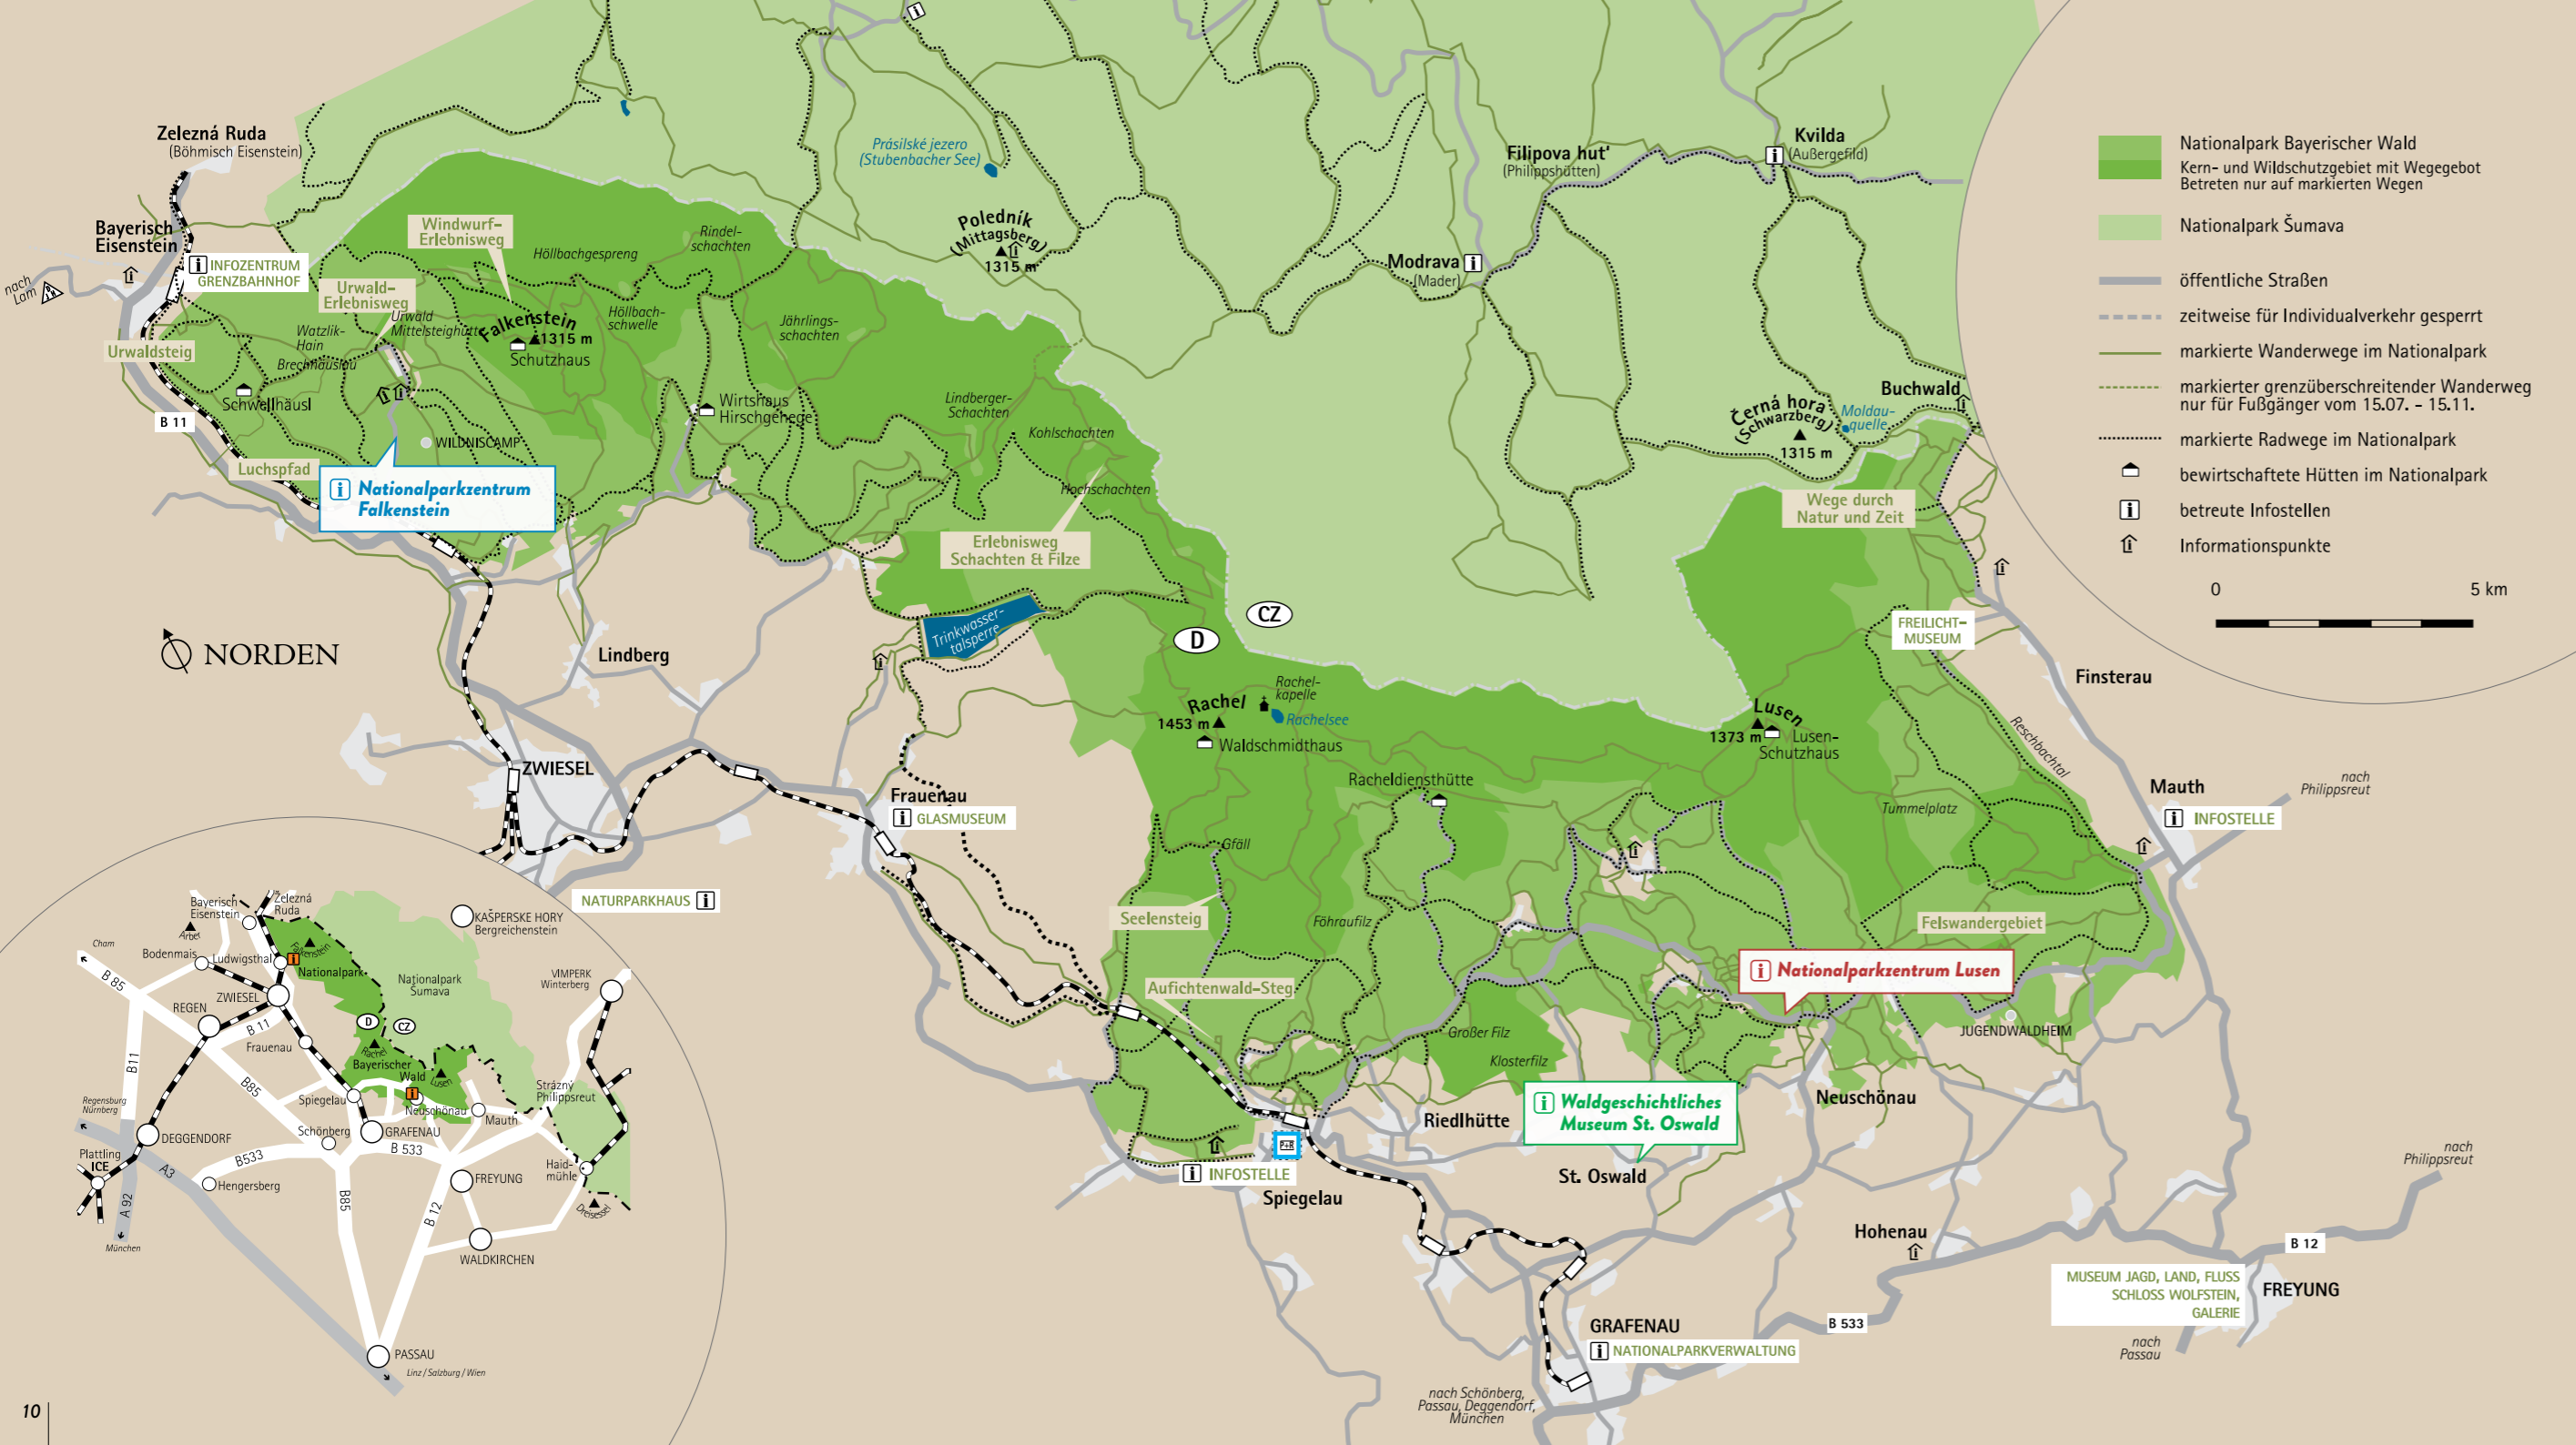 Zelezná Ruda
(Böhmisch Eisenstein)
Bayerisch
Eisenstein
nach
Lam
i INFOZENTRUM
GRENZBAHNHOF
Urwaldsteig
B 11
Windwurf-
Erlebnisweg
Urwald-
Erlebnisweg
Urwald
Mittelsteighütte
Watzlik-
Hain
Brechhäuslau
Schwellhäusl
Höllbachgespreng
Rindel-
schachten
Falkenstein
1315 m
Schutzhaus
Höllbach-
schwelle
Jährlings-
schachten
Wirtshaus
Hirschgehege
WILDNISCAMP
Luchspfad
i Nationalparkzentrum
Falkenstein
Lindberger-
Schachten
Kohlschachten
Hochschachten
Erlebnisweg
Schachten & Filze
Prásilské jezero
(Stubenbacher See)
Poledník
(Mittagsberg)
1315 m
Filipova hut'
(Philippshütten)
Kvilda
(Außergefild)
Modrava
(Mader)
Buchwald
Černá hora
(Schwarzberg)
1315 m
Moldau-
quelle
Wege durch
Natur und Zeit
Nationalpark Bayerischer Wald
Kern- und Wildschutzgebiet mit Wegegebot
Betreten nur auf markierten Wegen
Nationalpark Šumava
öffentliche Straßen
zeitweise für Individualverkehr gesperrt
markierte Wanderwege im Nationalpark
markierter grenzüberschreitender Wanderweg
nur für Fußgänger vom 15.07. - 15.11.
markierte Radwege im Nationalpark
bewirtschaftete Hütten im Nationalpark
i betreute Infostellen
i Informationspunkte
0 5 km
NORDEN
Lindberg
Trinkwasser-
talsperre
D
CZ
FREILICHT-
MUSEUM
Finsterau
Rachel
1453 m
Rachel-
kapelle
Rachelsee
Waldschmidthaus
Racheldiensthütte
Lusen
1373 m
Lusen-
Schutzhaus
Reschbachtal
Tummelplatz
Mauth
i INFOSTELLE
nach
Philippsreut
ZWIESEL
Frauenau
i GLASMUSEUM
NATURPARKHAUS i
Gfäll
Seelensteig
Föhraufilz
Felswandergebiet
Aufichtenwald-Steg
i Nationalparkzentrum Lusen
JUGENDWALDHEIM
Großer Filz
Klosterfilz
Neuschönau
Riedlhütte
i Waldgeschichtliches
Museum St. Oswald
St. Oswald
P+R
i INFOSTELLE
Spiegelau
Hohenau
nach
Philippsreut
B 12
MUSEUM JAGD, LAND, FLUSS
SCHLOSS WOLFSTEIN,
GALERIE
FREYUNG
nach
Passau
B 533
GRAFENAU
i NATIONALPARKVERWALTUNG
nach Schönberg,
Passau, Deggendorf,
München
Bayerisch
Eisenstein
Železná
Ruda
Arber
Falkenstein
Cham
B 85
Bodenmais
Ludwigsthal
i
Nationalpark
Nationalpark
Šumava
KAŠPERSKE HORY
Bergreichenstein
VIMPERK
Winterberg
REGEN
ZWIESEL
B 11
D
CZ
Frauenau
Rachel
Bayerischer
Wald
Lusen
i
B11
B85
Spiegelau
Neuschönau
Mauth
Strázný
Philippsreut
Regensburg
Nürnberg
DEGGENDORF
Schönberg
GRAFENAU
B 533
B533
Plattling
ICE
A3
Hengersberg
A 92
München
B85
B 12
FREYUNG
Haid-
mühle
Dreisessel
WALDKIRCHEN
PASSAU
Linz / Salzburg / Wien
10